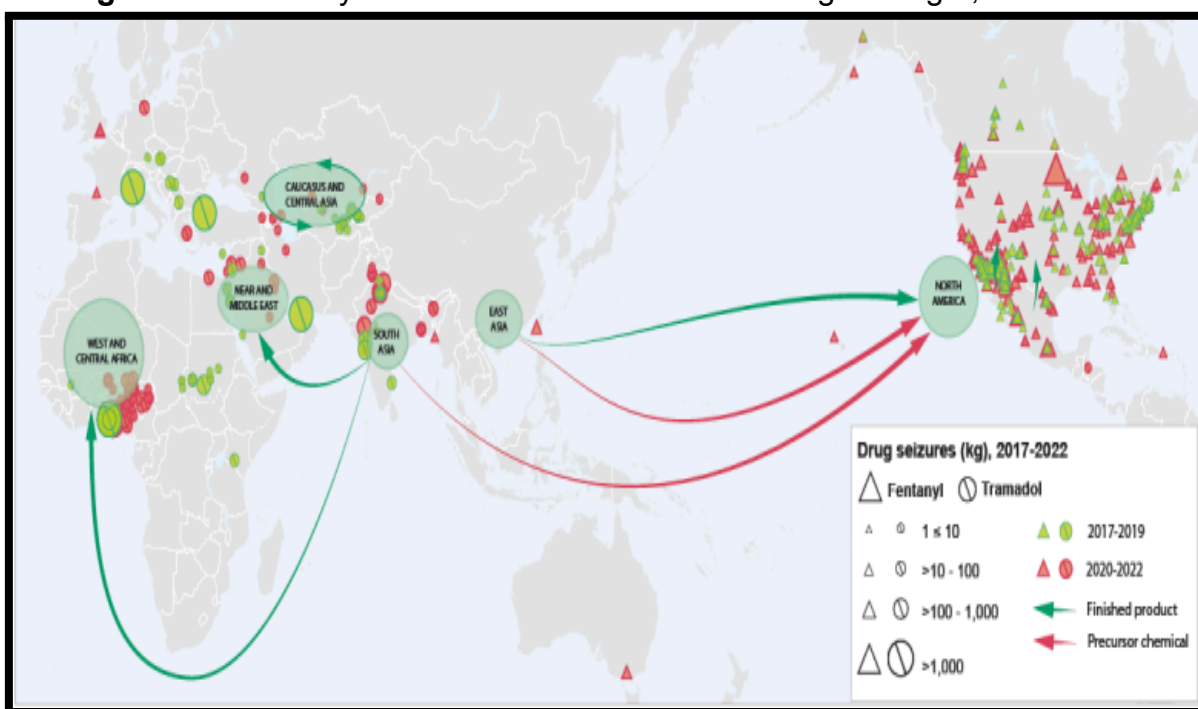 CAUCASUS AND
CENTRAL ASIA
NEAR AND
MIDDLE EAST
WEST AND
CENTRAL AFRICA
SOUTH
ASIA
EAST
ASIA
NORTH
AMERICA
Drug seizures (kg), 2017-2022
Fentanyl Tramadol
1 ≤ 10
>10 - 100
>100 - 1,000
>1,000
2017-2019
2020-2022
Finished product
Precursor chemical